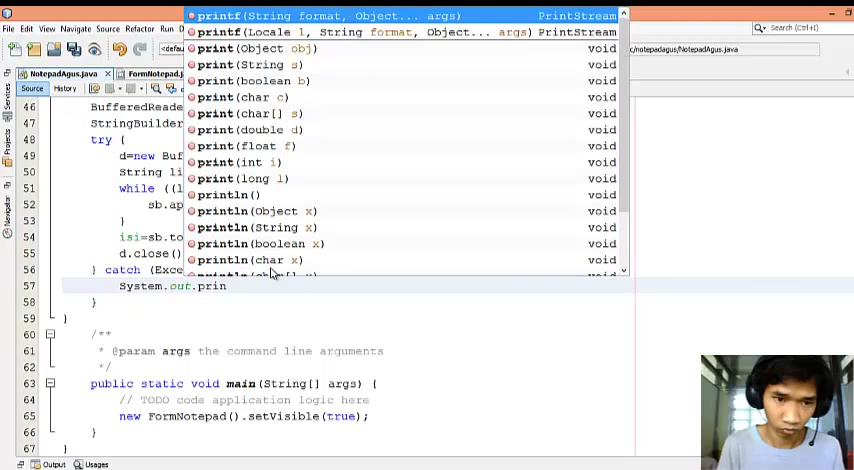 File Edit View Navigate Source Refactor Run D
Search (Ctrl+I)
<defau
c/notepadagus/NotepadAgus.java
NotepadAgus.java
FormNotepad.j
Source History
Services
Projects
Navigator
printf(String format, Object... args) PrintStream
printf(Locale l, String format, Object... args) PrintStream
print(Object obj) void
print(String s) void
print(boolean b) void
print(char c) void
print(char[] s) void
print(double d) void
print(float f) void
print(int i) void
print(long l) void
println() void
println(Object x) void
println(String x) void
println(boolean x) void
println(char x) void
46 BufferedReade
47 StringBuilder
48 try {
49 d=new Buf
50 String li
51 while ((l
52 sb.ap
53 }
54 isi=sb.to
55 d.close()
56 } catch (Exce
57 System.out.prin
58 }
59 }
60 /**
61 * @param args the command line arguments
62 */
63 public static void main(String[] args) {
64 // TODO code application logic here
65 new FormNotepad().setVisible(true);
66 }
67 }
Output Usages